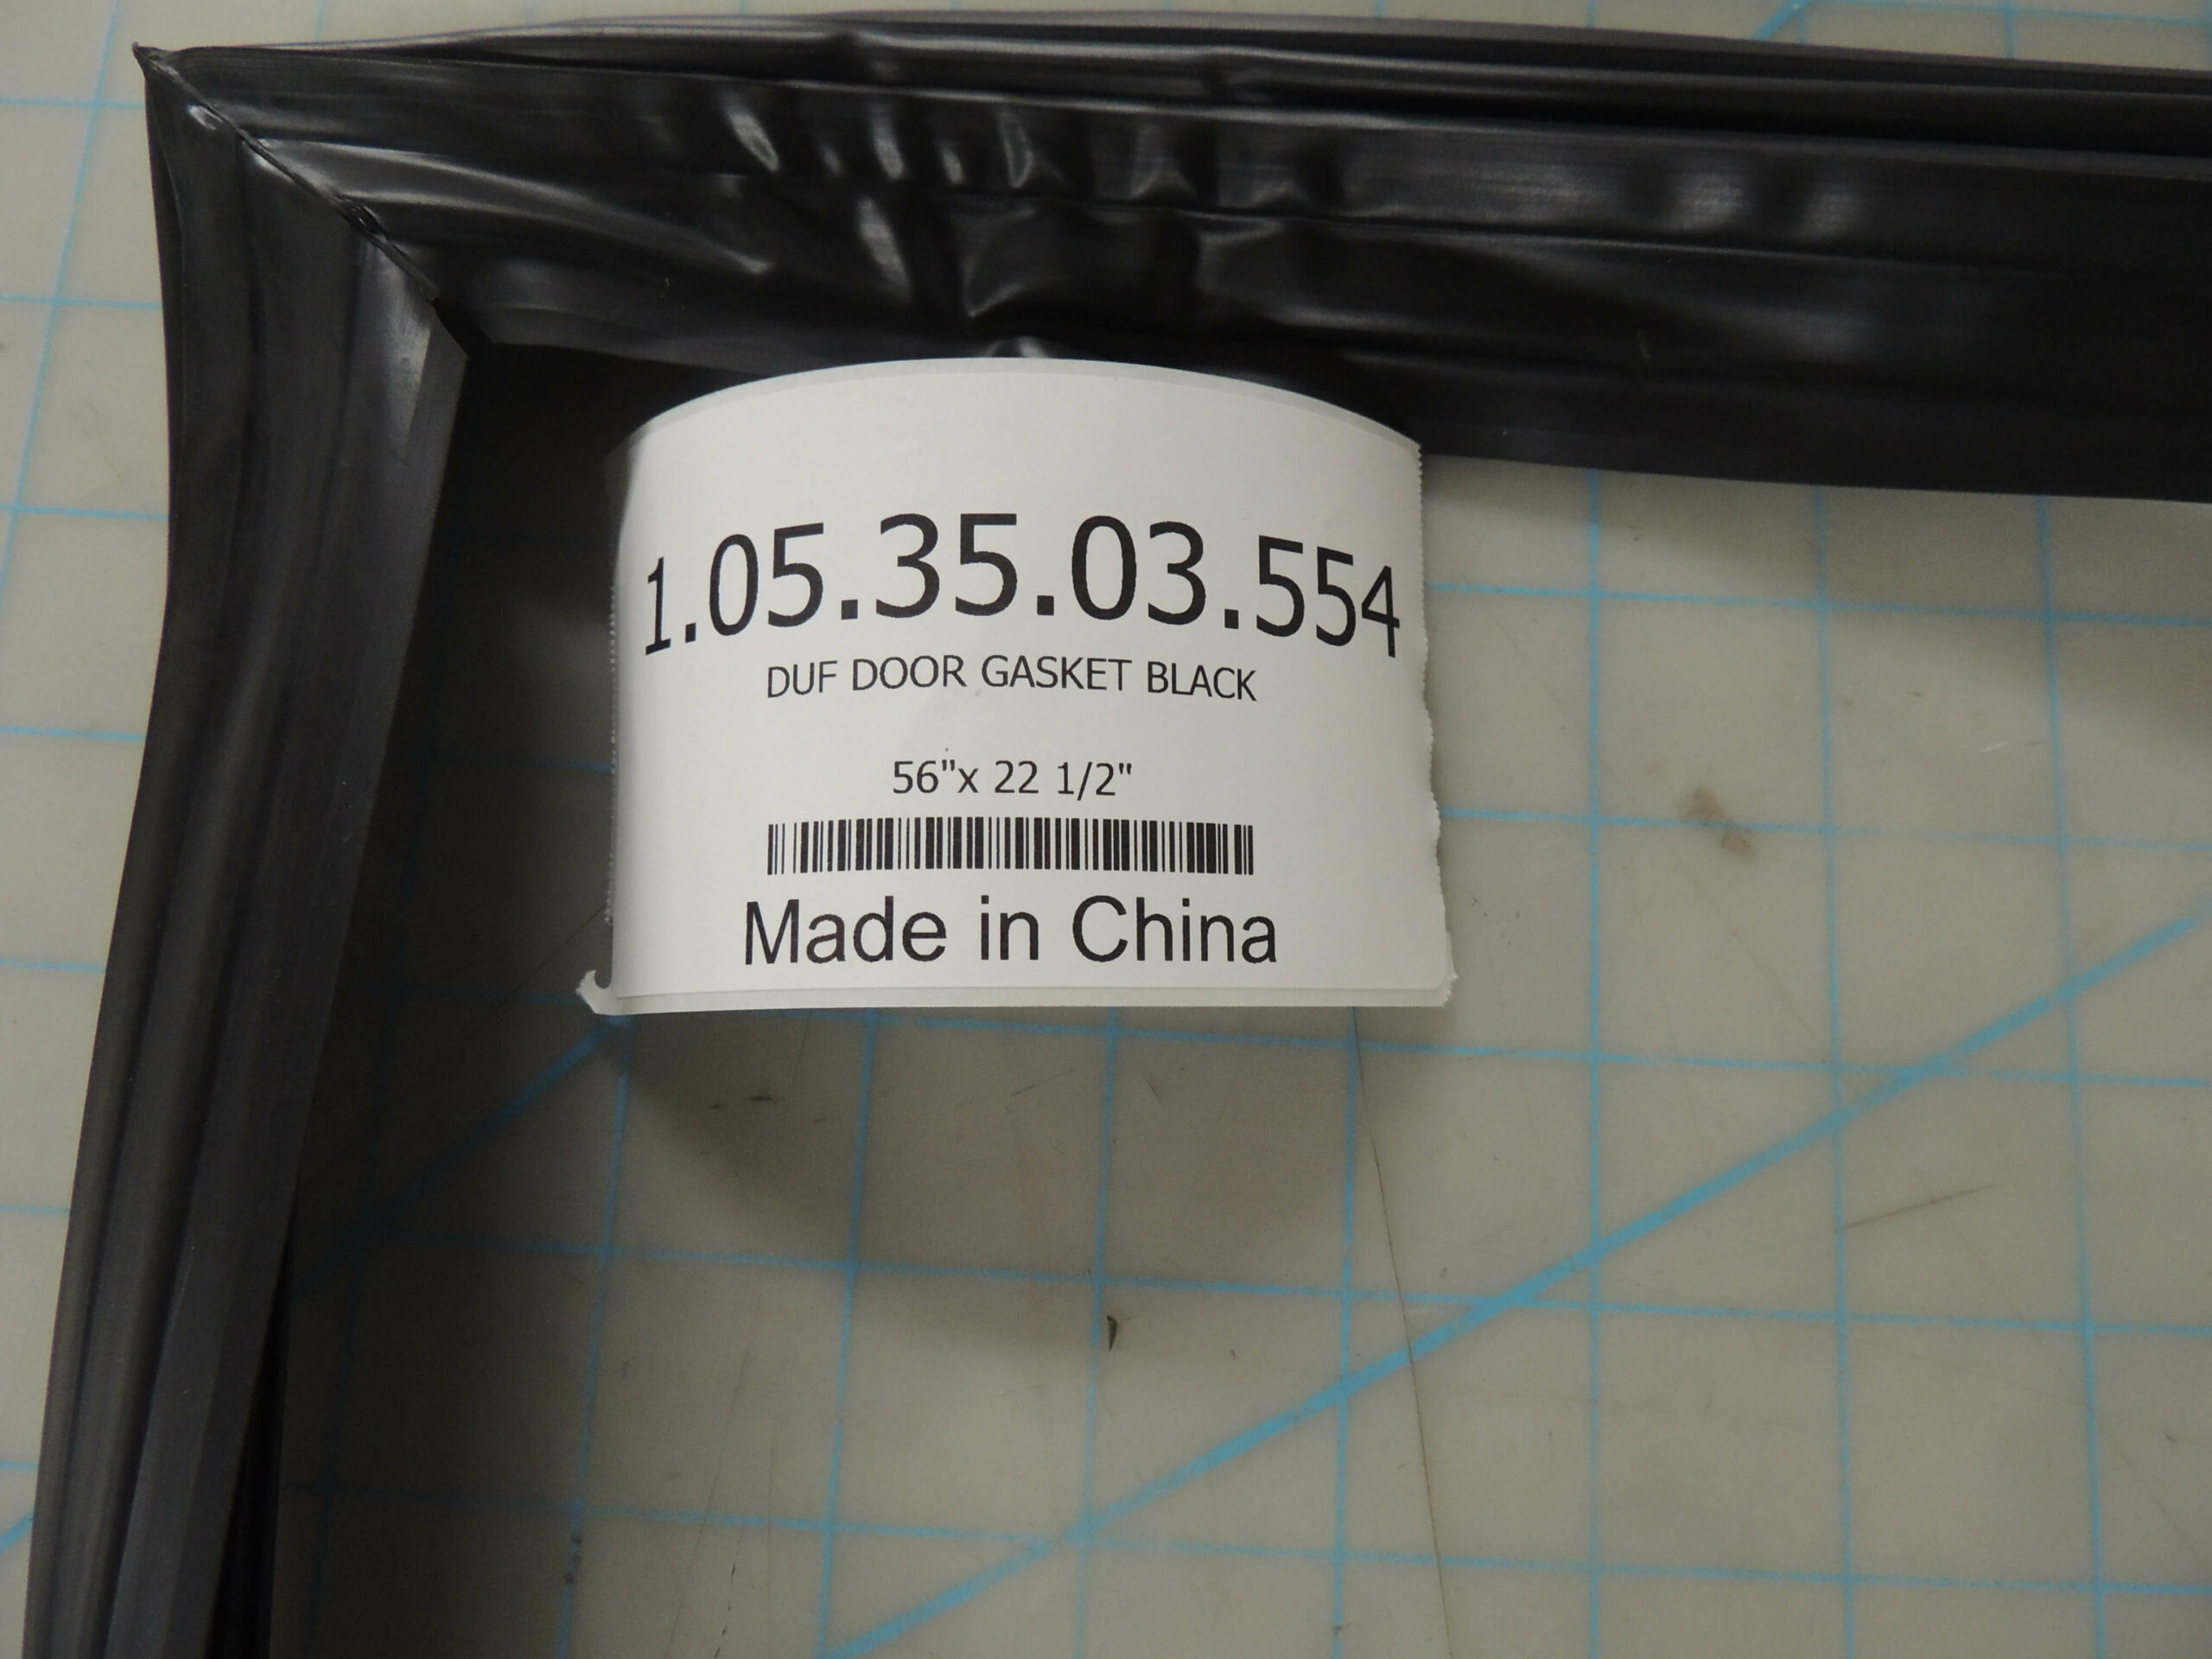 1.05.35.03.554
DUF DOOR GASKET BLACK
56"x 22 1/2"
Made in China